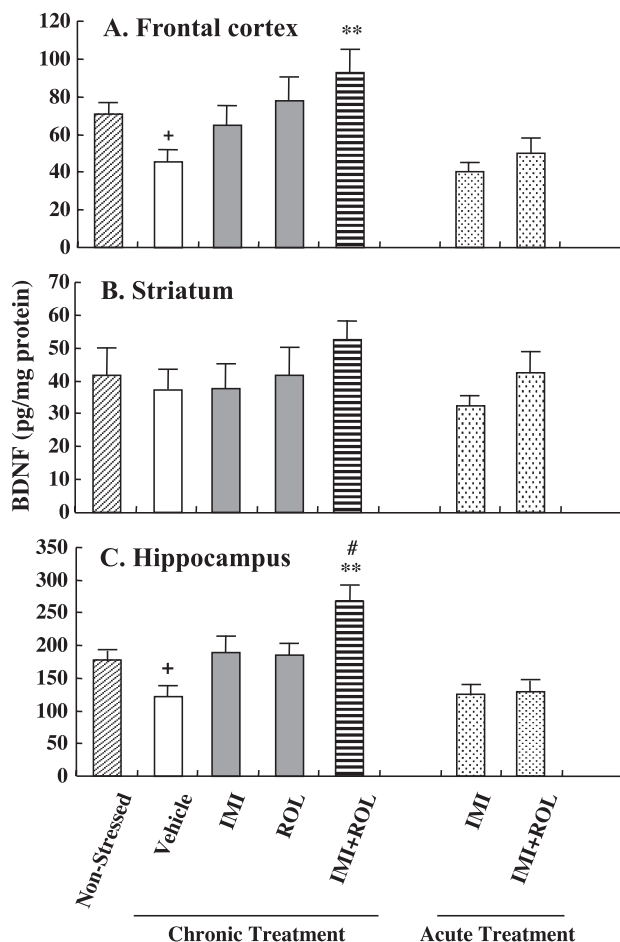 A. Frontal cortex
120
100
80
60
40
20
0
+
**
B. Striatum
70
60
50
40
30
20
10
0
BDNF (pg/mg protein)
C. Hippocampus
350
300
250
200
150
100
50
0
+
#
**
Non-Stressed
Vehicle
IMI
ROL
IMI+ROL
IMI
IMI+ROL
Chronic Treatment
Acute Treatment